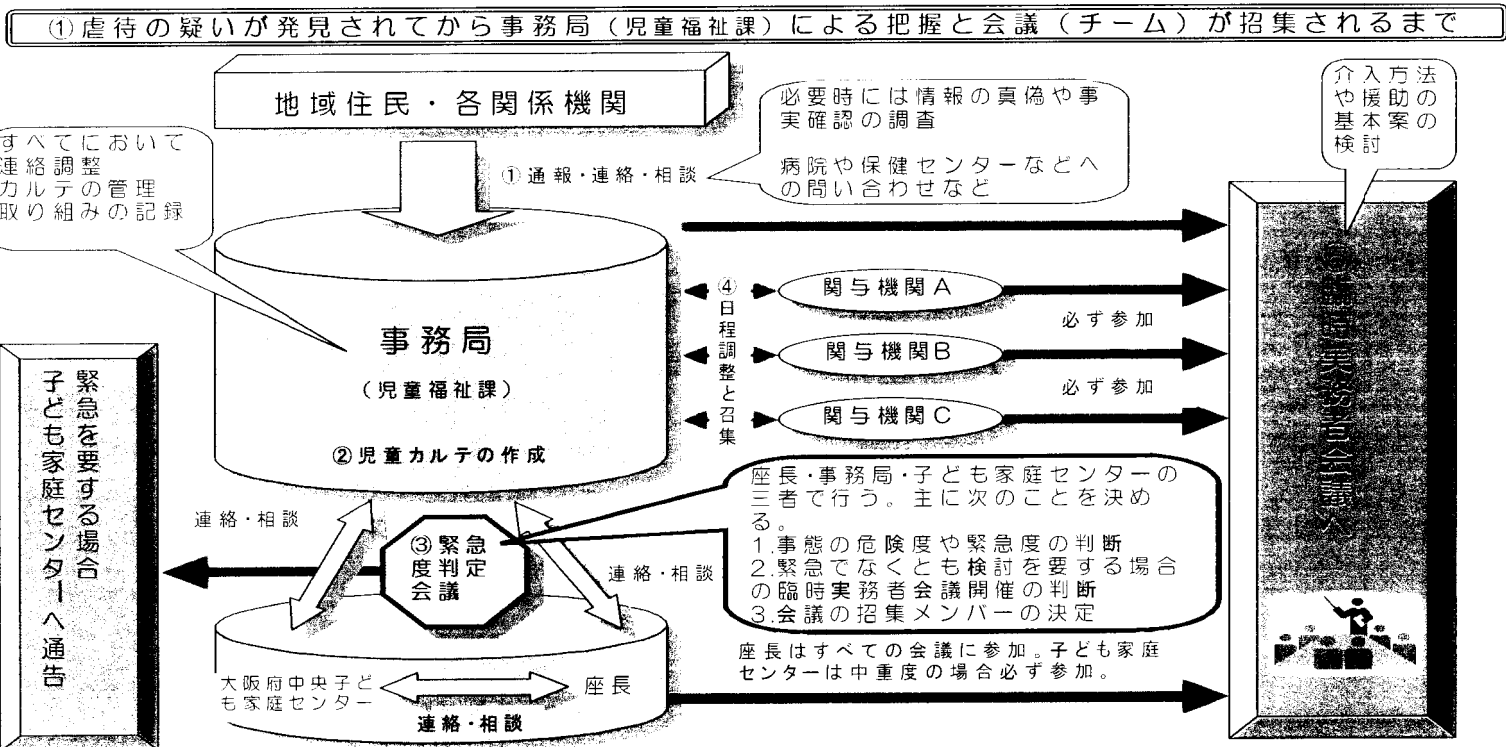 ①虐待の疑いが発見されてから事務局（児童福祉課）による把握と会議（チーム）が招集されるまで
地域住民・各関係機関
すべてにおいて
連絡調整
カルテの管理
取り組みの記録
①通報・連絡・相談
必要時には情報の真偽や事
実確認の調査
病院や保健センターなどへ
の問い合わせなど
介入方法
や援助の
基本案の
検討
事務局
（児童福祉課）
②児童カルテの作成
④日程調整と召集
関与機関A
必ず参加
関与機関B
必ず参加
関与機関C
臨時実務者会議へ
緊急を要する場合
子ども家庭センターへ通告
連絡・相談
③緊急
度判定
会議
連絡・相談
座長・事務局・子ども家庭センターの
三者で行う。主に次のことを決め
る。
1.事態の危険度や緊急度の判断
2.緊急でなくとも検討を要する場合
の臨時実務者会議開催の判断
3.会議の招集メンバーの決定
座長はすべての会議に参加。子ども家庭
センターは中重度の場合必ず参加。
大阪府中央子ど
も家庭センター
座長
連絡・相談